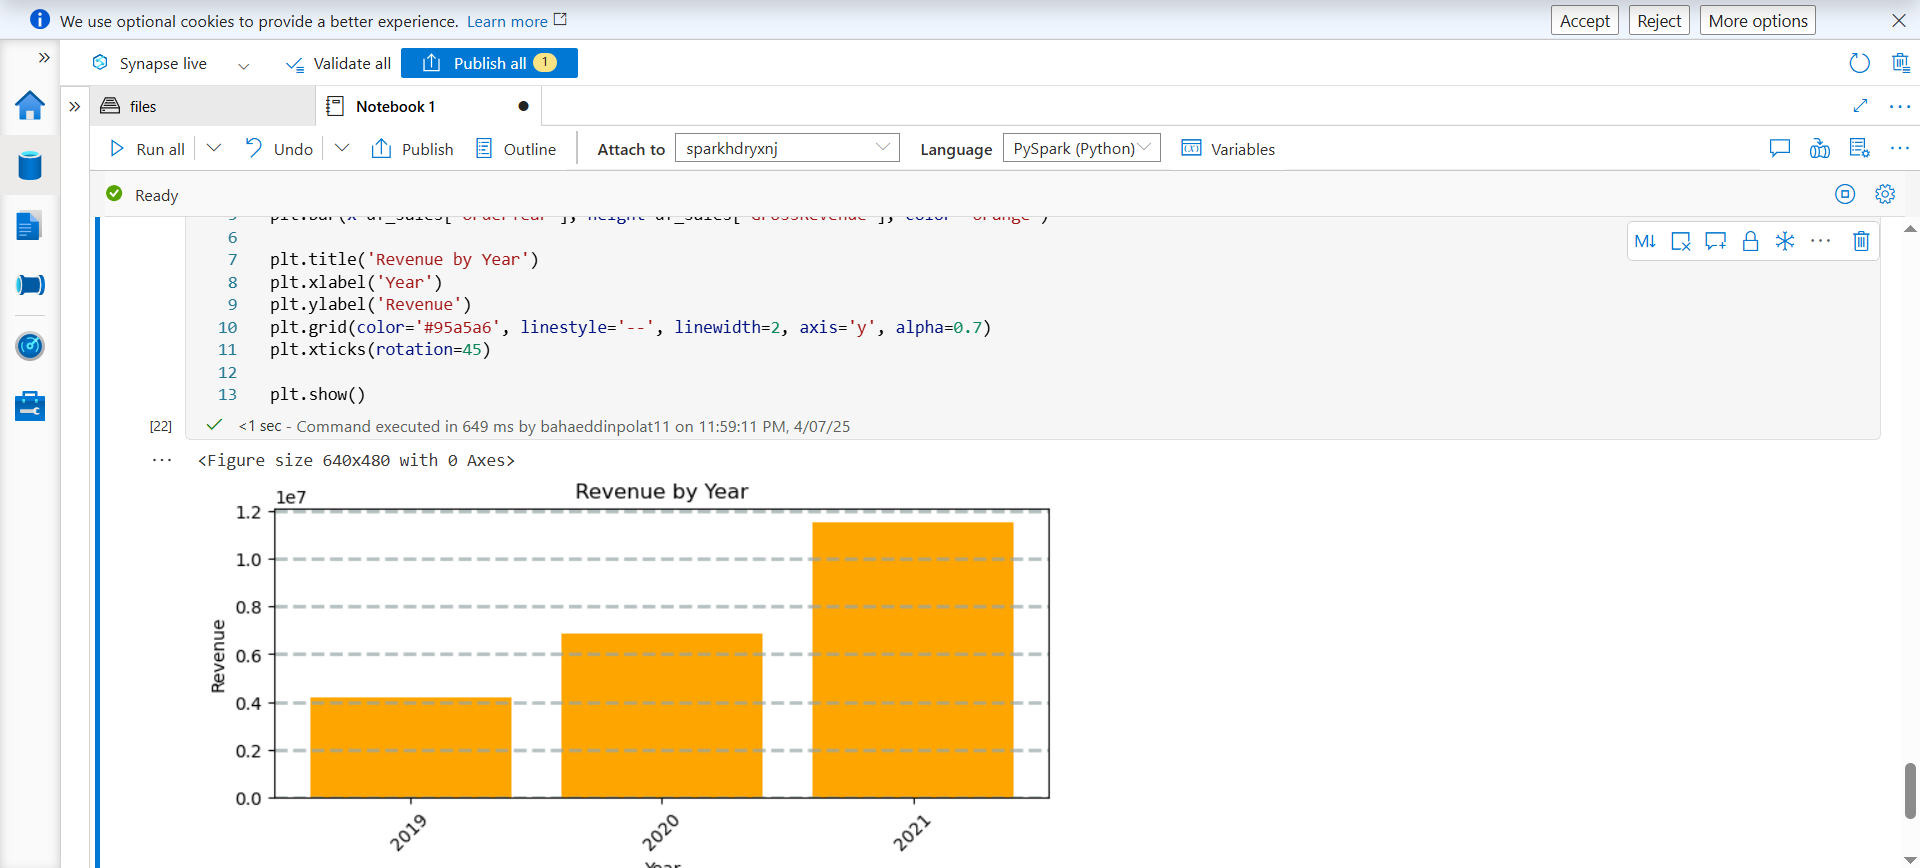 We use optional cookies to provide a better experience. Learn more
Accept
Reject
More options
Synapse live
Validate all
Publish all 1
files
Notebook 1
Run all
Undo
Publish
Outline
Attach to sparkhdryxnj
Language PySpark (Python)
Variables
Ready
6
7 plt.title('Revenue by Year')
8 plt.xlabel('Year')
9 plt.ylabel('Revenue')
10 plt.grid(color='#95a5a6', linestyle='--', linewidth=2, axis='y', alpha=0.7)
11 plt.xticks(rotation=45)
12
13 plt.show()
M↓
[22] <1 sec - Command executed in 649 ms by bahaeddinpolat11 on 11:59:11 PM, 4/07/25
<Figure size 640x480 with 0 Axes>
Revenue by Year
1e7
1.2
1.0
0.8
0.6
0.4
0.2
0.0
Revenue
2019
2020
2021
Year